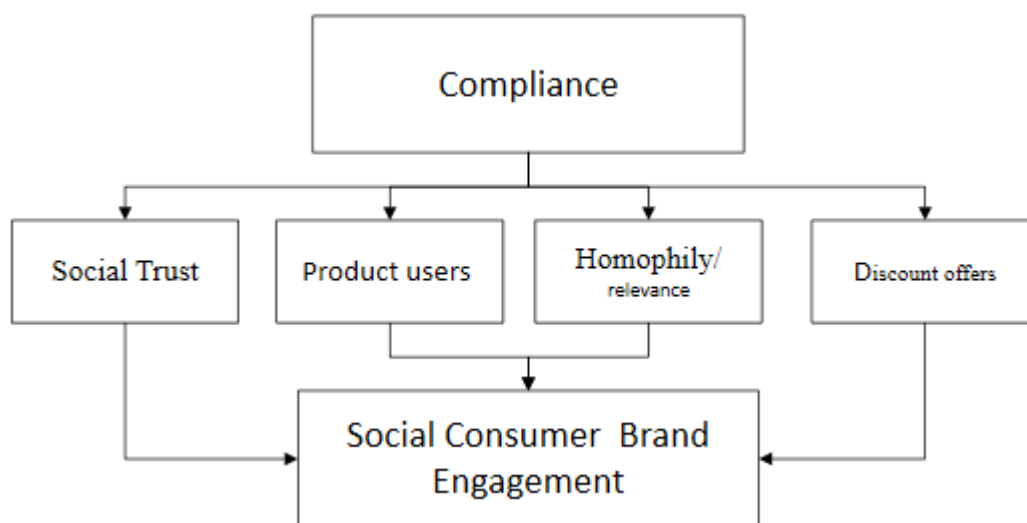 Compliance
Social Trust
Product users
Homophily/
relevance
Discount offers
Social Consumer  Brand
Engagement